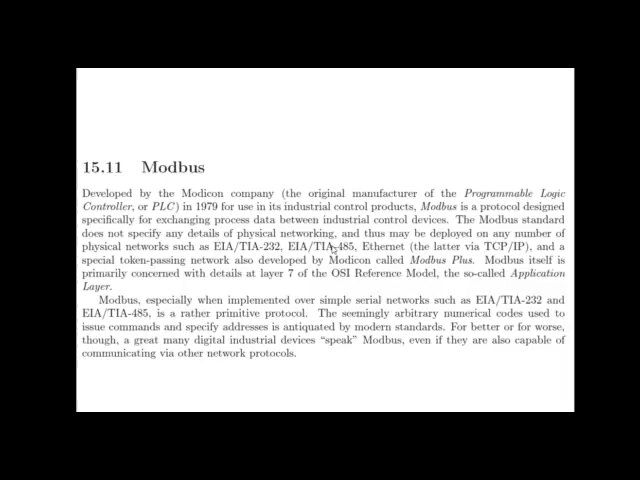 15.11 Modbus
Developed by the Modicon company (the original manufacturer of the Programmable Logic
Controller, or PLC) in 1979 for use in its industrial control products, Modbus is a protocol designed
specifically for exchanging process data between industrial control devices. The Modbus standard
does not specify any details of physical networking, and thus may be deployed on any number of
physical networks such as EIA/TIA-232, EIA/TIA-485, Ethernet (the latter via TCP/IP), and a
special token-passing network also developed by Modicon called Modbus Plus. Modbus itself is
primarily concerned with details at layer 7 of the OSI Reference Model, the so-called Application
Layer.
Modbus, especially when implemented over simple serial networks such as EIA/TIA-232 and
EIA/TIA-485, is a rather primitive protocol. The seemingly arbitrary numerical codes used to
issue commands and specify addresses is antiquated by modern standards. For better or for worse,
though, a great many digital industrial devices “speak” Modbus, even if they are also capable of
communicating via other network protocols.